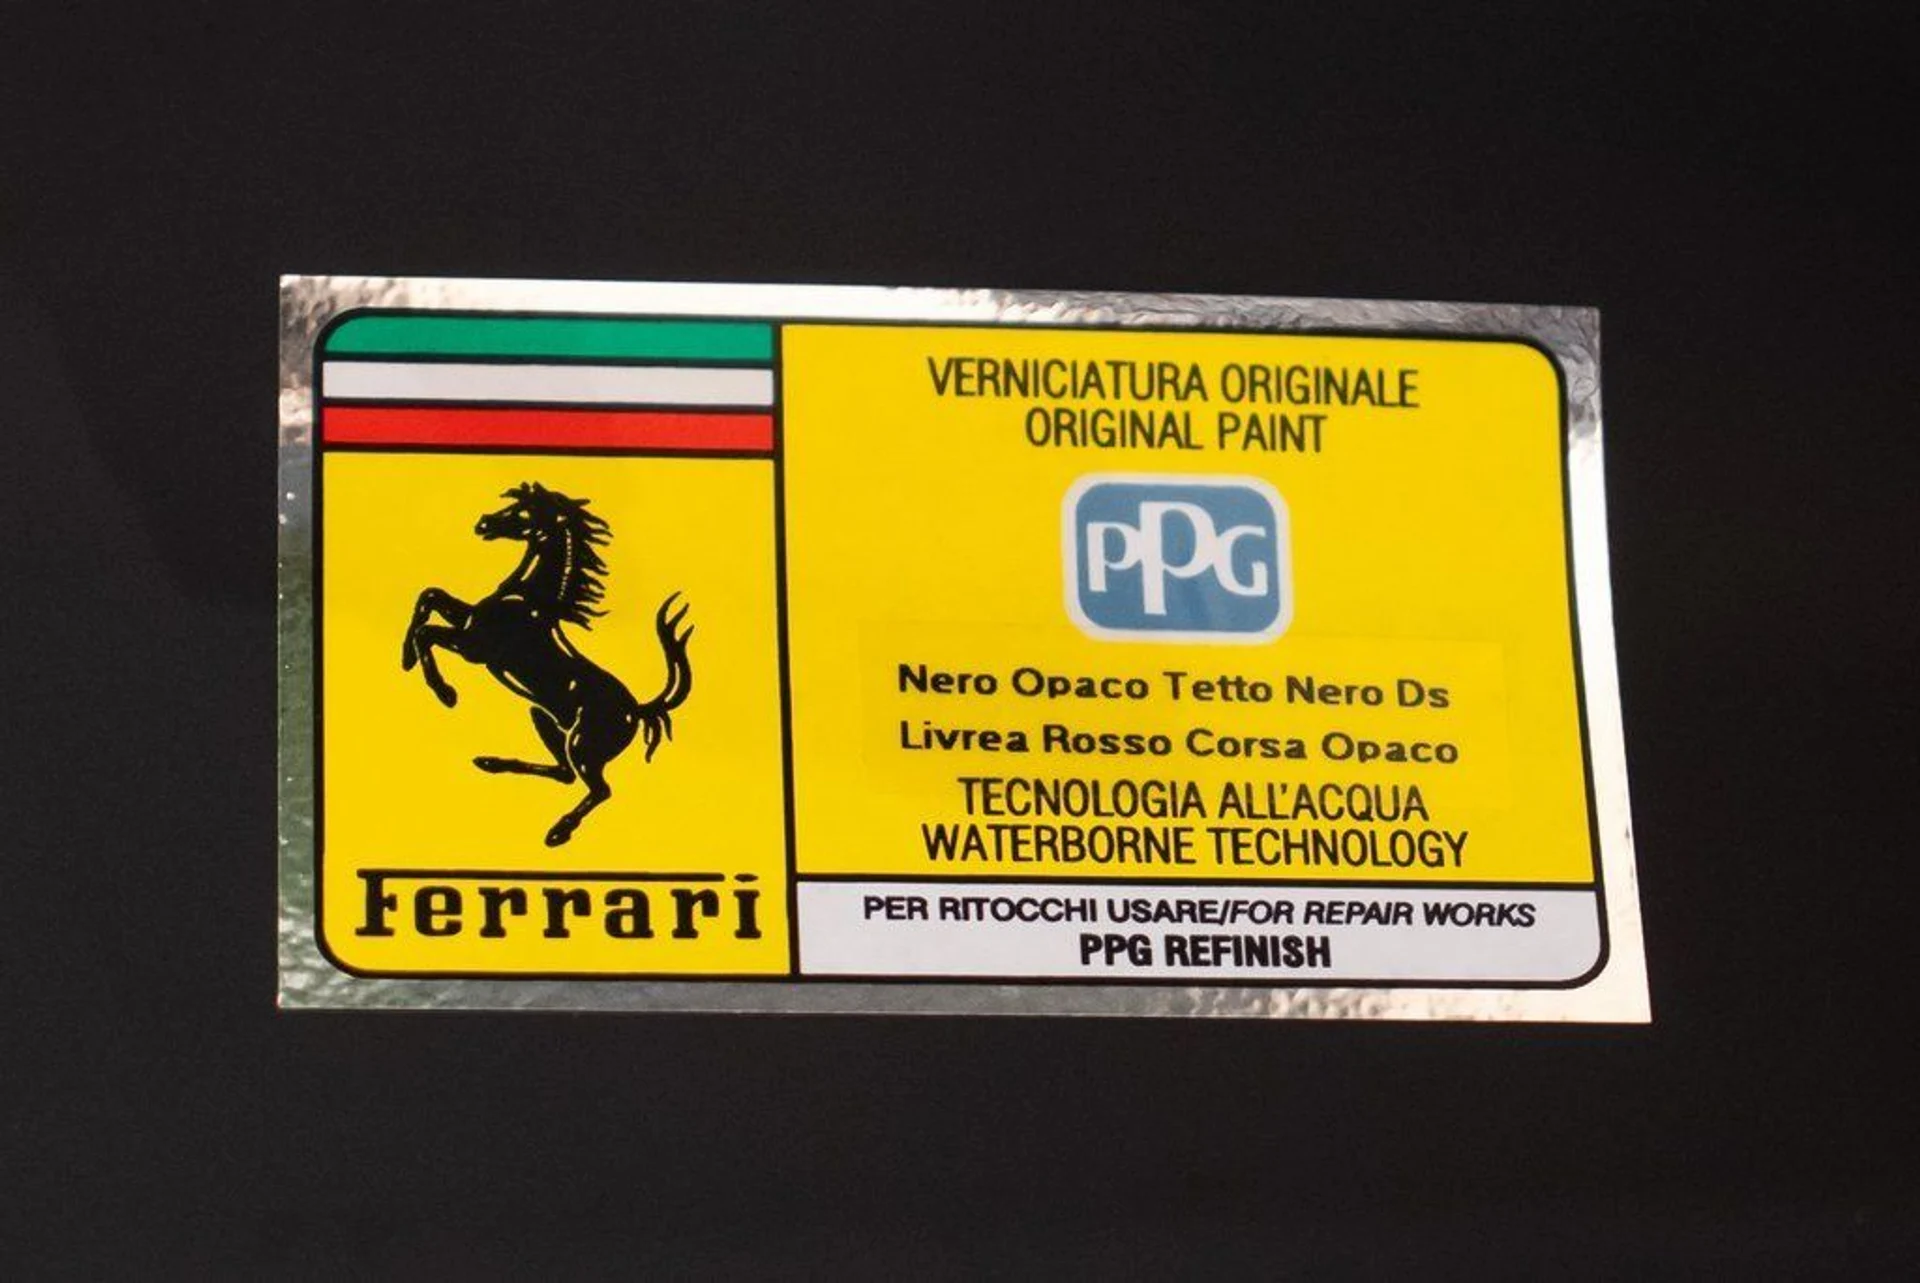 Ferrari
VERNICIATURA ORIGINALE
ORIGINAL PAINT
PPG
Nero Opaco Tetto Nero Ds
Livrea Rosso Corsa Opaco
TECNOLOGIA ALL'ACQUA
WATERBORNE TECHNOLOGY
PER RITOCCHI USARE/FOR REPAIR WORKS
PPG REFINISH